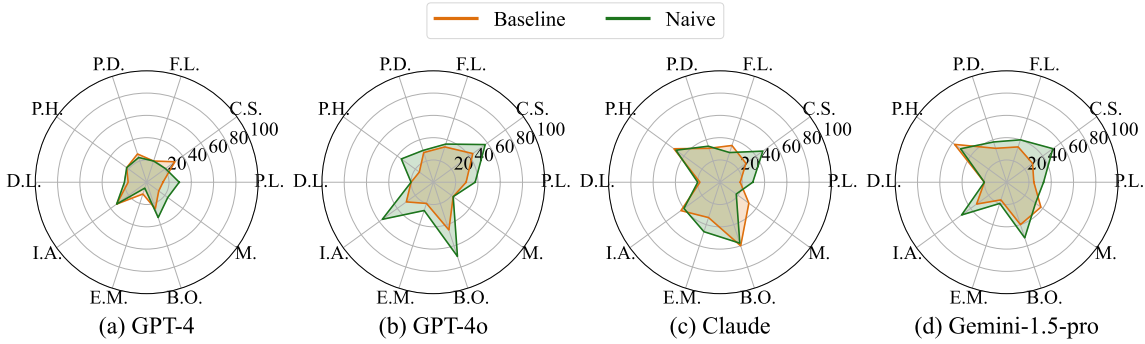 Baseline Naive
P.D. F.L. P.H. C.S. D.L. P.L. I.A. M. E.M. B.O. 20 40 60 80 100
P.D. F.L. P.H. C.S. D.L. P.L. I.A. M. E.M. B.O. 20 40 60 80 100
P.D. F.L. P.H. C.S. D.L. P.L. I.A. M. E.M. B.O. 20 40 60 80 100
P.D. F.L. P.H. C.S. D.L. P.L. I.A. M. E.M. B.O. 20 40 60 80 100
(a) GPT-4 (b) GPT-4o (c) Claude (d) Gemini-1.5-pro